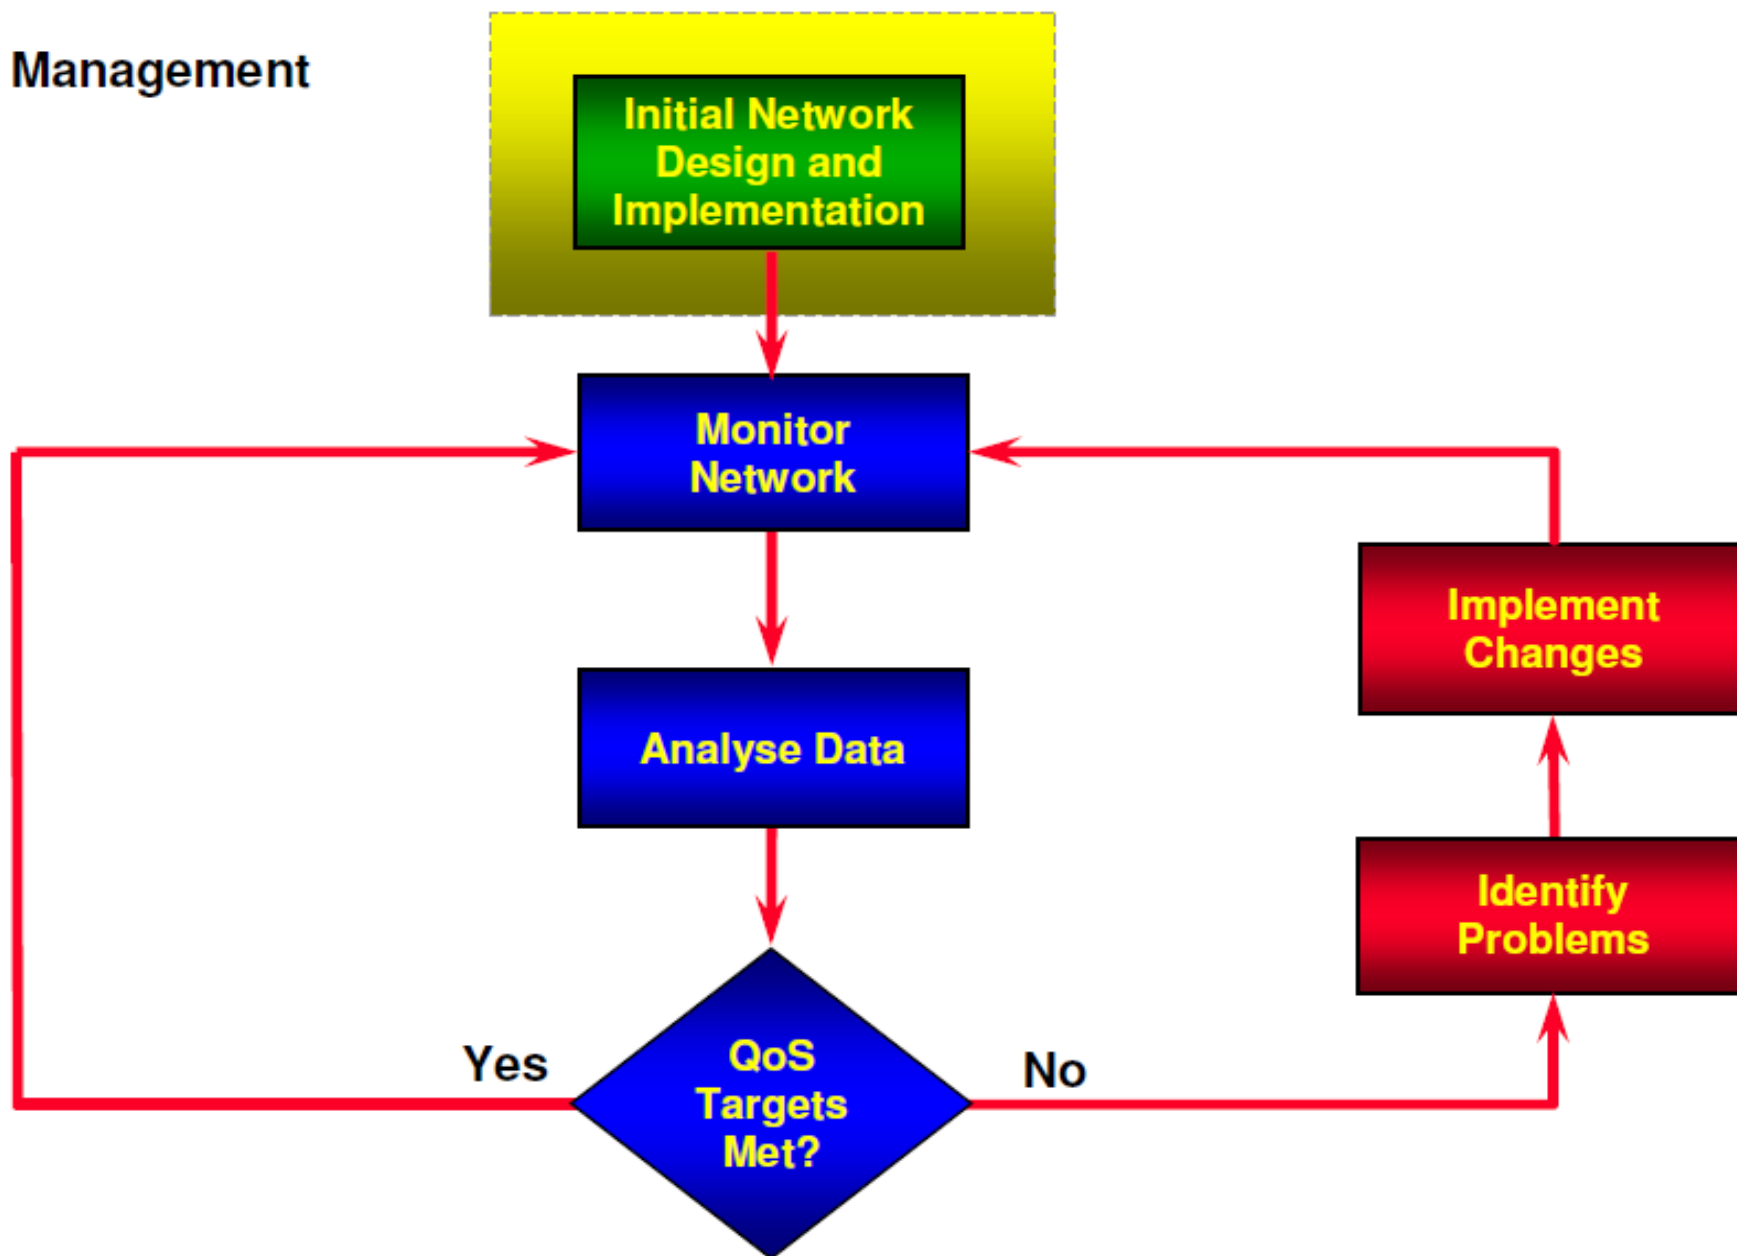 Management
Initial Network
Design and
Implementation
Monitor
Network
Analyse Data
QoS
Targets
Met?
Yes
No
Implement
Changes
Identify
Problems